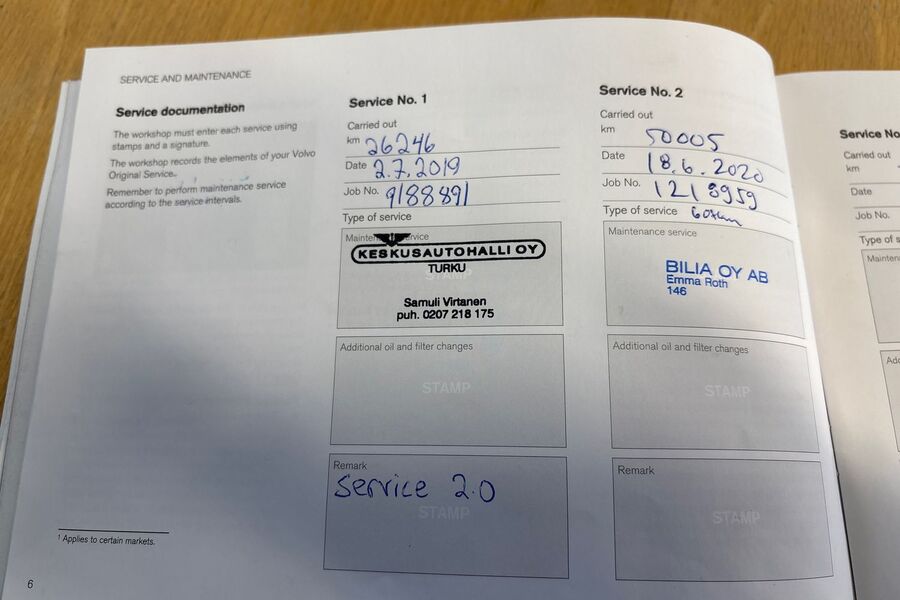 SERVICE AND MAINTENANCE
Service documentation
The workshop must enter each service using
stamps and a signature.
The workshop records the elements of your Volvo
Original Service.
Remember to perform maintenance service
according to the service intervals.
1 Applies to certain markets.
6
Service No. 1
Carried out
km 26246
Date 2.7.2019
Job No. 9188891
Type of service
Maintenance service
KESKUSAUTOHALLI OY
TURKU
Samuli Virtanen
puh. 0207 218 175
Additional oil and filter changes
STAMP
Remark
Service 2.0
STAMP
Service No. 2
Carried out
km 50005
Date 18.6.2020
Job No. 1218959
Type of service 60tkm
Maintenance service
BILIA OY AB
Emma Roth
146
Additional oil and filter changes
STAMP
Remark
STAMP
Service No
Carried out
km
Date
Job No.
Type of s